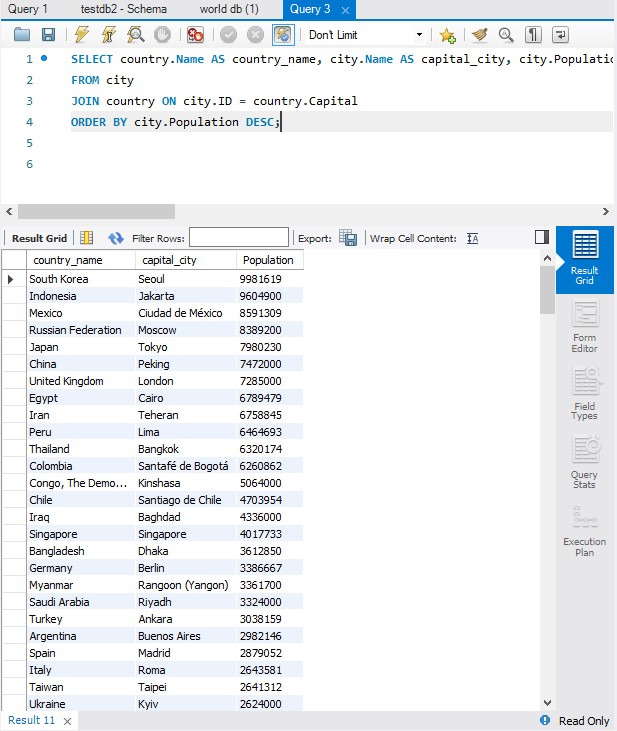 Query 1 testdb2 - Schema world db (1) Query 3
Don't Limit
1 SELECT country.Name AS country_name, city.Name AS capital_city, city.Populatio
2 FROM city
3 JOIN country ON city.ID = country.Capital
4 ORDER BY city.Population DESC;
5
6
Result Grid Filter Rows: Export: Wrap Cell Content: IA
country_name capital_city Population
South Korea Seoul 9981619
Indonesia Jakarta 9604900
Mexico Ciudad de México 8591309
Russian Federation Moscow 8389200
Japan Tokyo 7980230
China Peking 7472000
United Kingdom London 7285000
Egypt Cairo 6789479
Iran Teheran 6758845
Peru Lima 6464693
Thailand Bangkok 6320174
Colombia Santafé de Bogotá 6260862
Congo, The Demo... Kinshasa 5064000
Chile Santiago de Chile 4703954
Iraq Baghdad 4336000
Singapore Singapore 4017733
Bangladesh Dhaka 3612850
Germany Berlin 3386667
Myanmar Rangoon (Yangon) 3361700
Saudi Arabia Riyadh 3324000
Turkey Ankara 3038159
Argentina Buenos Aires 2982146
Spain Madrid 2879052
Italy Roma 2643581
Taiwan Taipei 2641312
Ukraine Kyiv 2624000
Result
Grid
Form
Editor
Field
Types
Query
Stats
Execution
Plan
Result 11 Read Only